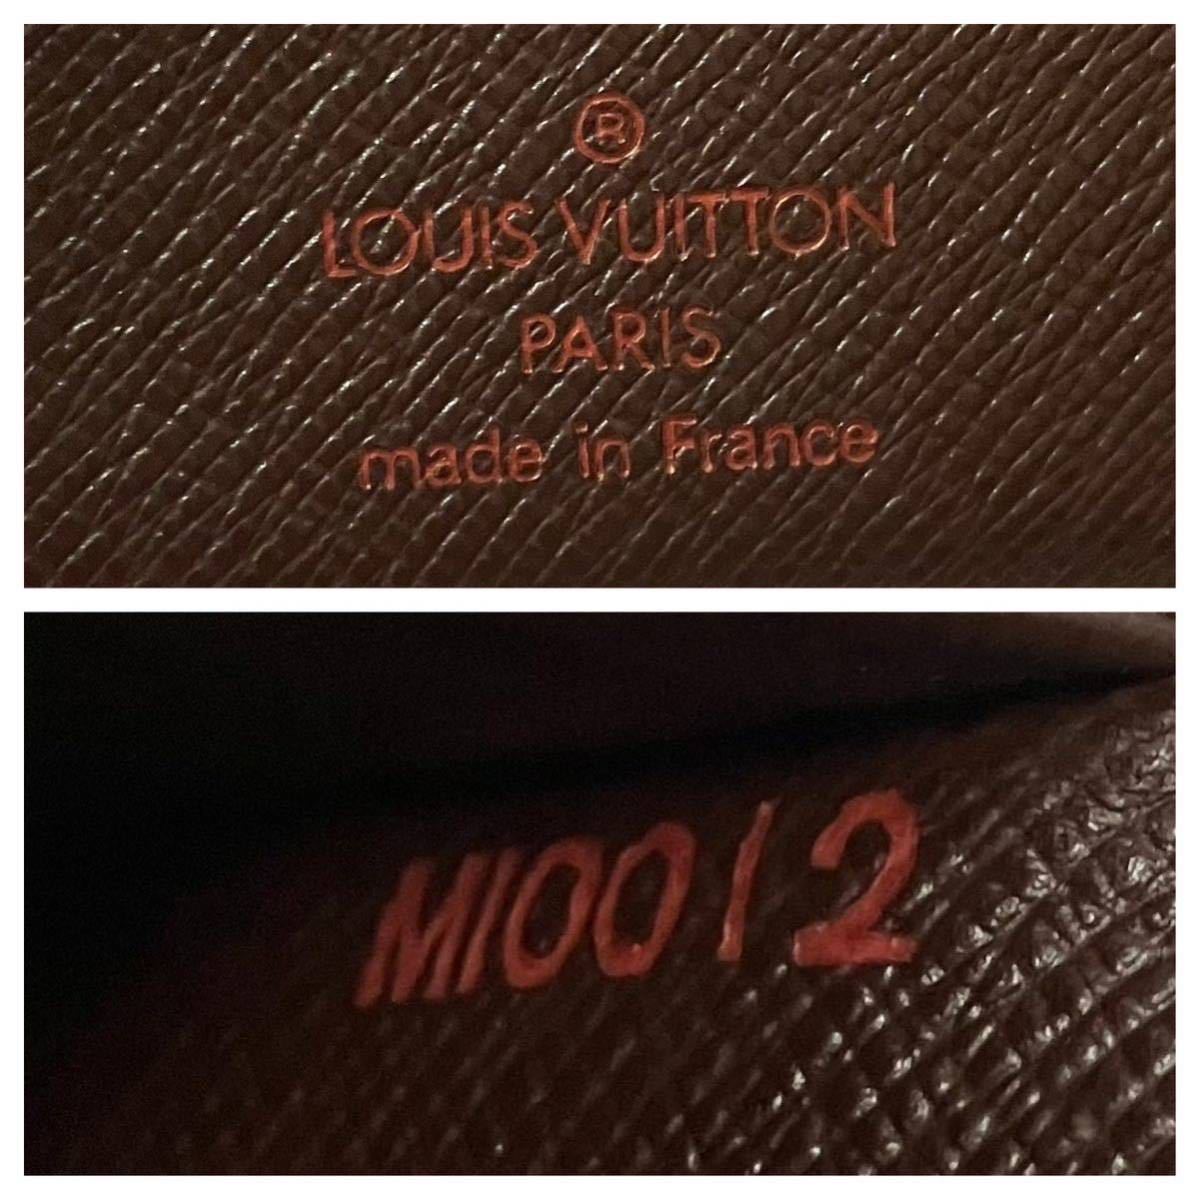 ®
LOUIS VUITTON
PARIS
made in France
MI0012